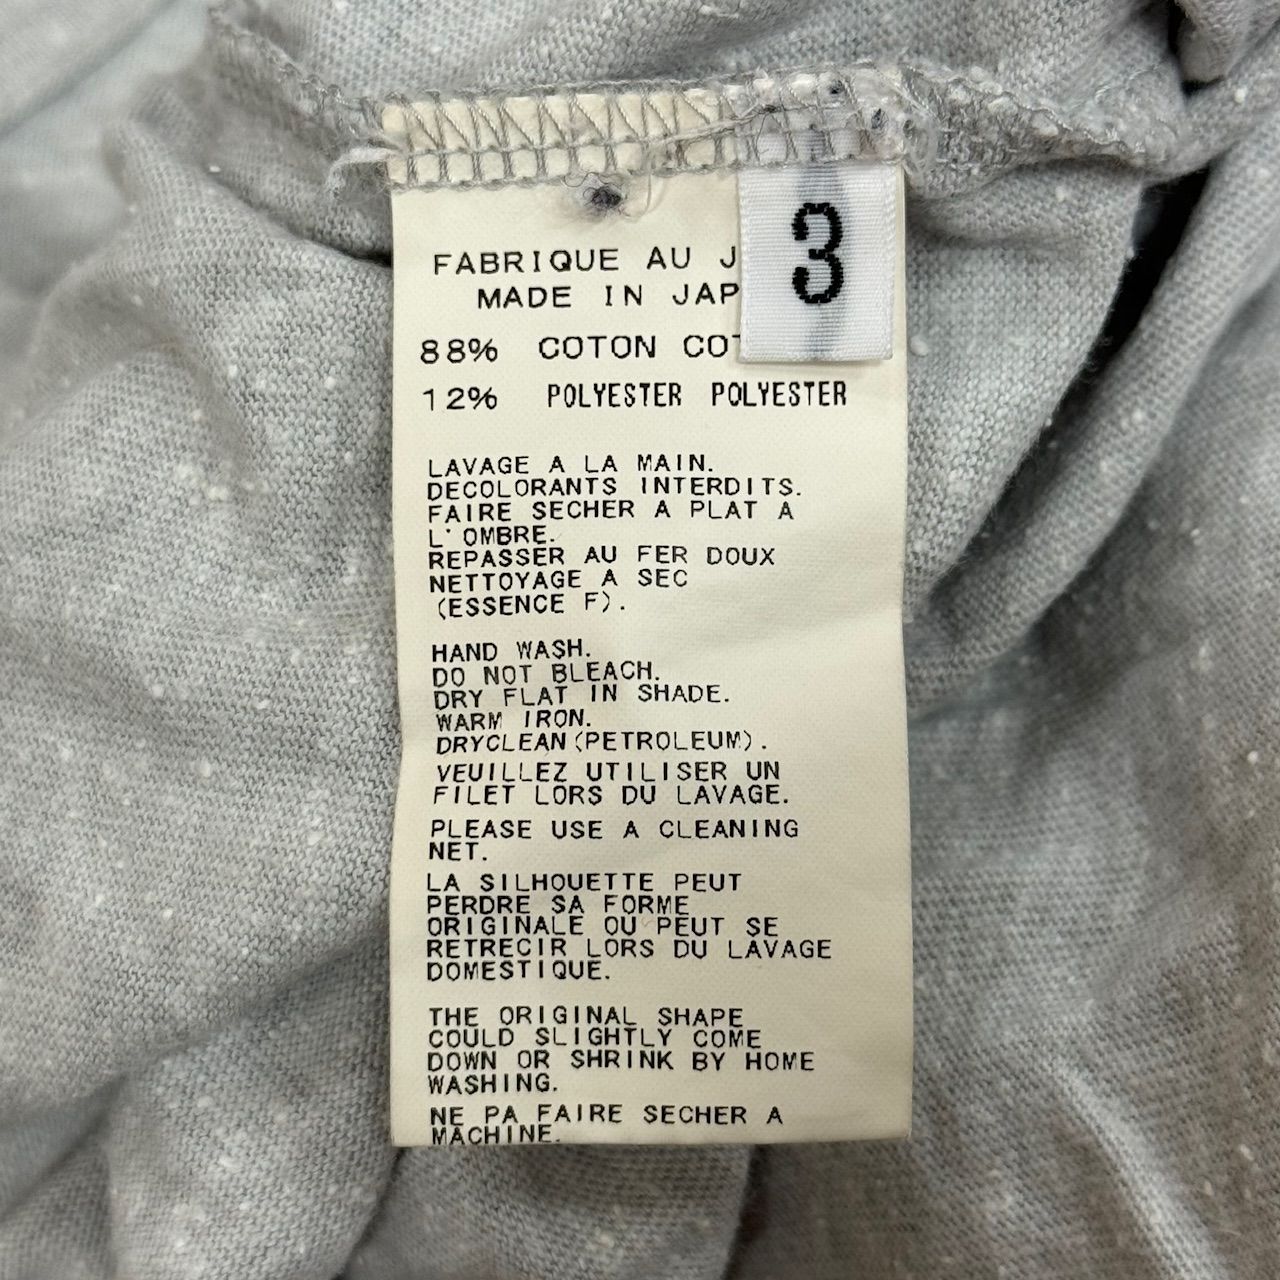 3
FABRIQUE AU J
MADE IN JAP
88% COTON CO
12% POLYESTER POLYESTER
LAVAGE A LA MAIN.
DECOLORANTS INTERDITS.
FAIRE SECHER A PLAT A
L'OMBRE.
REPASSER AU FER DOUX
NETTOYAGE A SEC
(ESSENCE F).
HAND WASH.
DO NOT BLEACH.
DRY FLAT IN SHADE.
WARM IRON.
DRYCLEAN(PETROLEUM).
VEUILLEZ UTILISER UN
FILET LORS DU LAVAGE.
PLEASE USE A CLEANING
NET.
LA SILHOUETTE PEUT
PERDRE SA FORME
ORIGINALE OU PEUT SE
RETRECIR LORS DU LAVAGE
DOMESTIQUE.
THE ORIGINAL SHAPE
COULD SLIGHTLY COME
DOWN OR SHRINK BY HOME
WASHING.
NE PA FAIRE SECHER A
MACHINE.